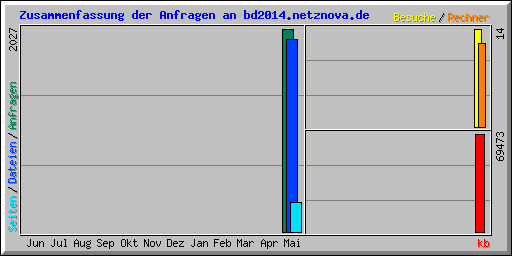 Zusammenfassung der Anfragen an bd2014.netznova.de
Besuche / Rechner
2027
14
69473
Seiten / Dateien / Anfragen
Jun Jul Aug Sep Okt Nov Dez Jan Feb Mar Apr Mai
kb